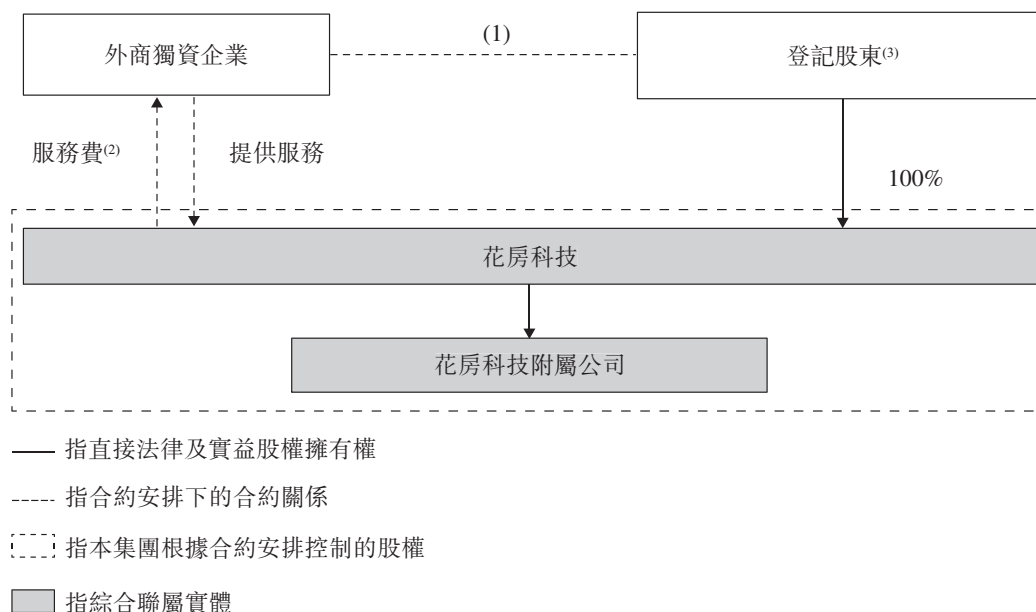 (1)
外商獨資企業
登記股東(3)
服務費(2)
提供服務
100%
花房科技
花房科技附屬公司
指直接法律及實益股權擁有權
指合約安排下的合約關係
指本集團根據合約安排控制的股權
指綜合聯屬實體